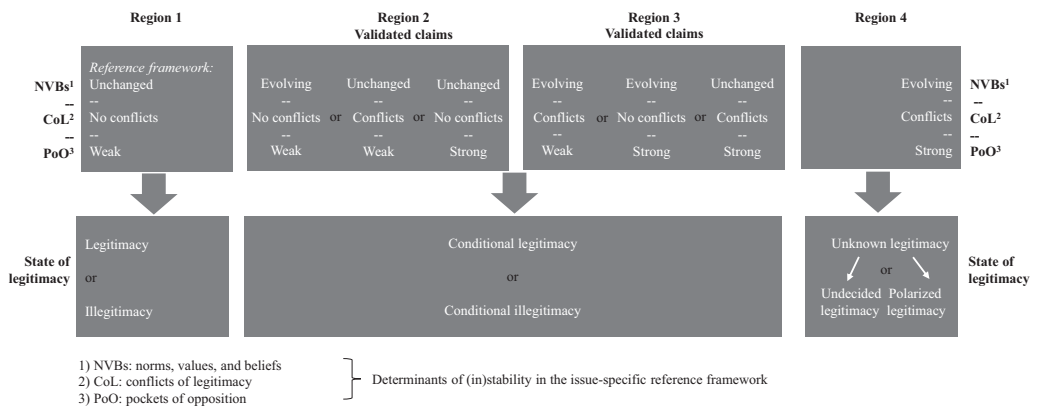 Region 1 Region 2 Region 3 Region 4
Validated claims Validated claims
Reference framework:
NVBs¹ Unchanged Evolving Unchanged Unchanged Evolving Evolving Unchanged Evolving NVBs¹
-- -- -- -- -- -- -- -- -- --
CoL² No conflicts No conflicts or Conflicts or No conflicts Conflicts or No conflicts or Conflicts Conflicts CoL²
-- -- -- -- -- -- -- -- -- --
PoO³ Weak Weak Weak Strong Weak Strong Strong Strong PoO³
Legitimacy Conditional legitimacy Unknown legitimacy
State of legitimacy or or or State of legitimacy
Undecided legitimacy Polarized legitimacy
Illegitimacy Conditional illegitimacy
1) NVBs: norms, values, and beliefs
2) CoL: conflicts of legitimacy
3) PoO: pockets of opposition
Determinants of (in)stability in the issue-specific reference framework